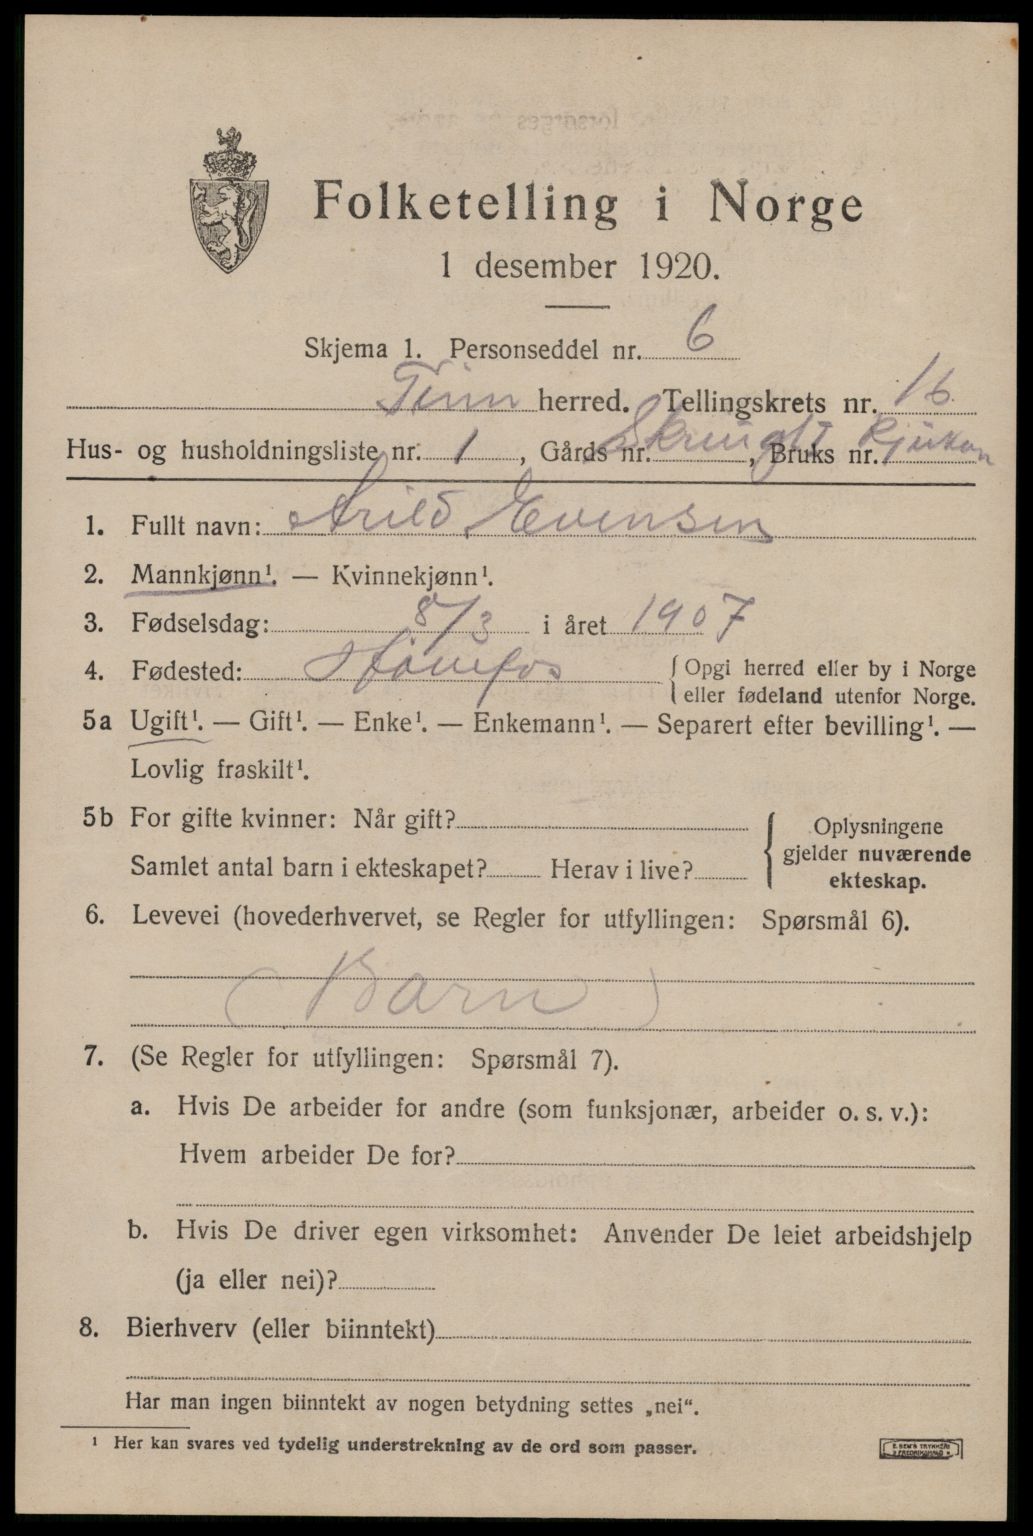 Folketelling i Norge
1 desember 1920.
Skjema 1. Personseddel nr. 6
Tinn herred. Tellingskrets nr. 16
Hus- og husholdningsliste nr. 1, Gårds nr. , Bruks nr. Rjukan
1. Fullt navn: Arild Evensen
2. Mannkjønn¹. — Kvinnekjønn¹.
3. Fødselsdag: 8/3 i året 1907
4. Fødested: Hønefos { Opgi herred eller by i Norge
eller fødeland utenfor Norge.
5a Ugift¹. — Gift¹. — Enke¹. — Enkemann¹. — Separert efter bevilling¹. —
Lovlig fraskilt¹.
5b For gifte kvinner: Når gift?
Samlet antal barn i ekteskapet? Herav i live?
{ Oplysningene
gjelder nuværende
ekteskap.
6. Levevei (hovederhvervet, se Regler for utfyllingen: Spørsmål 6).
( Barn )
7. (Se Regler for utfyllingen: Spørsmål 7).
a. Hvis De arbeider for andre (som funksjonær, arbeider o. s. v.):
Hvem arbeider De for?
b. Hvis De driver egen virksomhet: Anvender De leiet arbeidshjelp
(ja eller nei)?
8. Bierhverv (eller biinntekt)
Har man ingen biinntekt av nogen betydning settes „nei“.
¹ Her kan svares ved tydelig understrekning av de ord som passer.